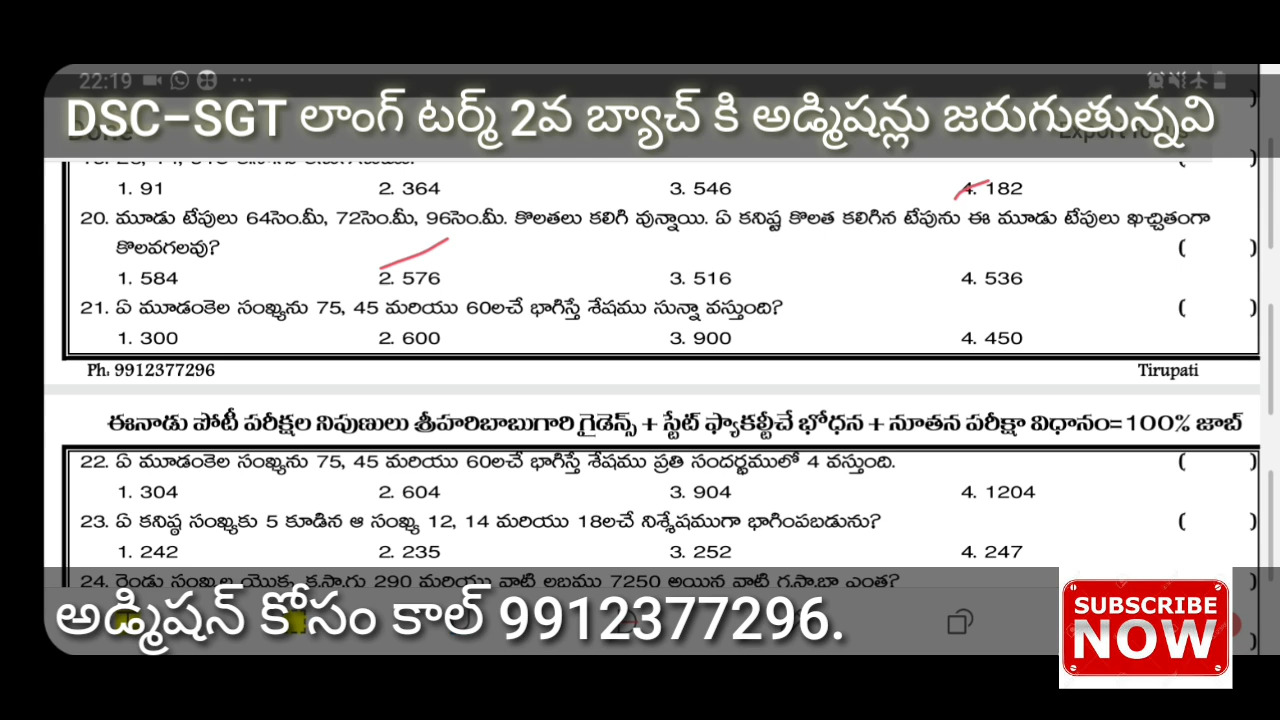 22:19
DSC–SGT లాంగ్ టర్మ్ 2వ బ్యాచ్ కి అడ్మిషన్లు జరుగుతున్నవి
1. 91 2. 364 3. 546 4. 182
20. మూడు టేపులు 64సెం.మీ, 72సెం.మీ, 96సెం.మీ. కొలతలు కలిగి వున్నాయి. ఏ కనిష్ట కొలత కలిగిన టేపును ఈ మూడు టేపులు ఖచ్చితంగా
కొలవగలవు? ( )
1. 584 2. 576 3. 516 4. 536
21. ఏ మూడంకెల సంఖ్యను 75, 45 మరియు 60లచే భాగిస్తే శేషము సున్నా వస్తుంది? ( )
1. 300 2. 600 3. 900 4. 450
Ph: 9912377296 Tirupati
ఈనాడు పోటీ పరీక్షల నిపుణులు శ్రీహరిబాబుగారి గైడెన్స్ + స్టేట్ ఫ్యాకల్టీచే భోధన + నూతన పరీక్షా విధానం=100% జాబ్
22. ఏ మూడంకెల సంఖ్యను 75, 45 మరియు 60లచే భాగిస్తే శేషము ప్రతి సందర్భములో 4 వస్తుంది. ( )
1. 304 2. 604 3. 904 4. 1204
23. ఏ కనిష్ఠ సంఖ్యకు 5 కూడిన ఆ సంఖ్య 12, 14 మరియు 18లచే నిశ్శేషముగా భాగింపబడును? ( )
1. 242 2. 235 3. 252 4. 247
24. రెండు సంఖ్యల యొక్క క.సా.గు 290 మరియు వాటి లబ్దము 7250 అయిన వాటి గ.సా.భా ఎంత? )
అడ్మిషన్ కోసం కాల్ 9912377296.
SUBSCRIBE
NOW